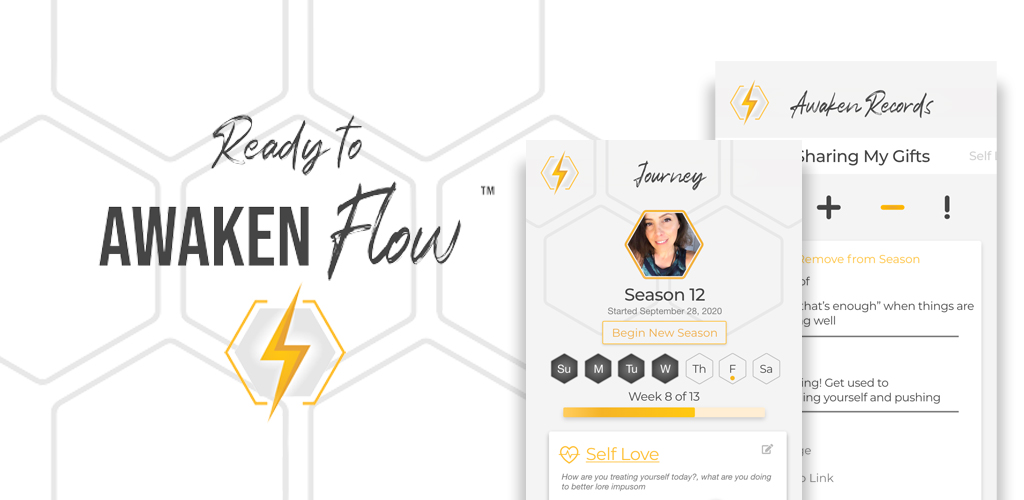 Ready to
AWAKEN Flow ™
Journey
Season 12
Started September 28, 2020
Begin New Season
Su M Tu W Th F Sa
Week 8 of 13
Self Love
How are you treating yourself today?, what are you doing
to better lore impusom
Awaken Records
Sharing My Gifts Self
Remove from Season
of
that's enough” when things are
well
Get used to
yourself and pushing
Link